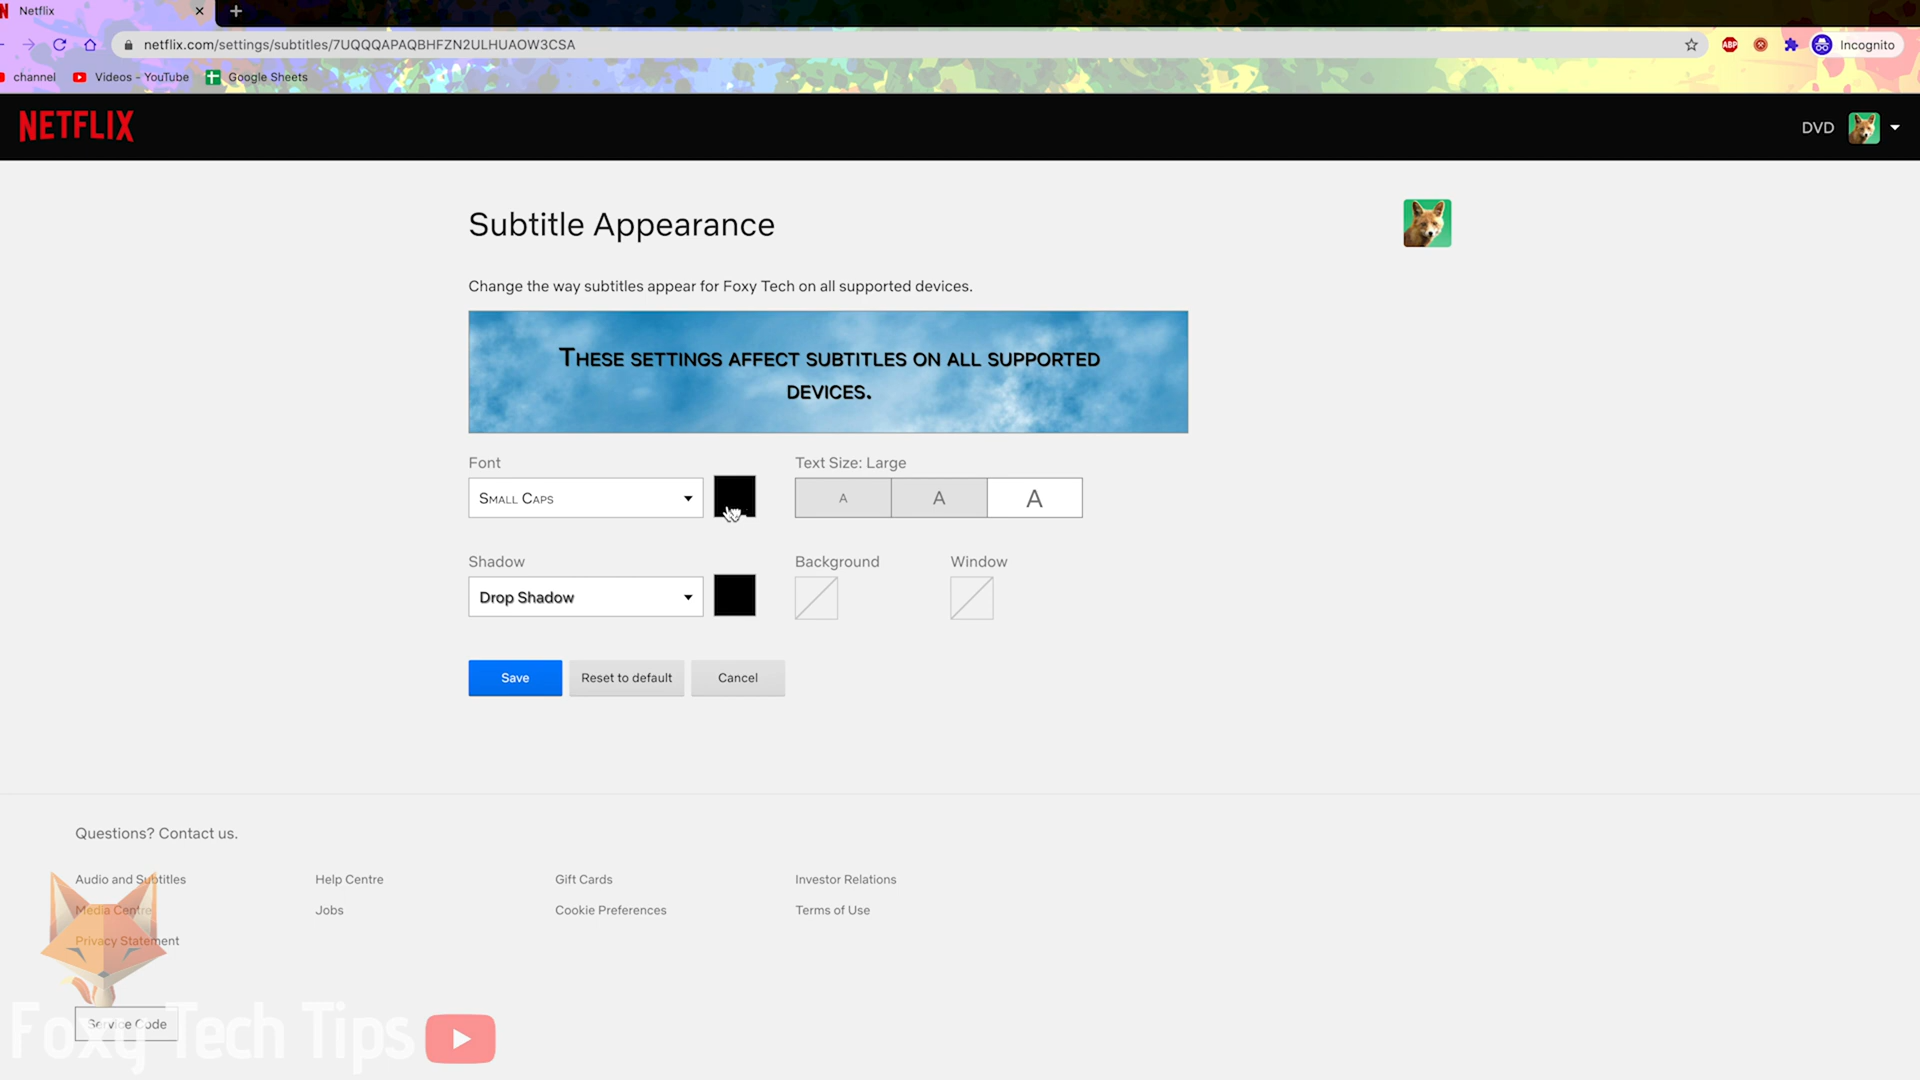 Netflix
netflix.com/settings/subtitles/7UQQQAPAQBHFZN2ULHUAOW3CSA
ABP
Incognito
channel
Videos - YouTube
Google Sheets
NETFLIX
DVD
Subtitle Appearance
Change the way subtitles appear for Foxy Tech on all supported devices.
These settings affect subtitles on all supported
devices.
Font
Text Size: Large
Small Caps
A
A
A
Shadow
Background
Window
Drop Shadow
Save
Reset to default
Cancel
Questions? Contact us.
Audio and Subtitles
Help Centre
Gift Cards
Investor Relations
Media Centre
Jobs
Cookie Preferences
Terms of Use
Privacy Statement
Service Code
Foxy Tech Tips